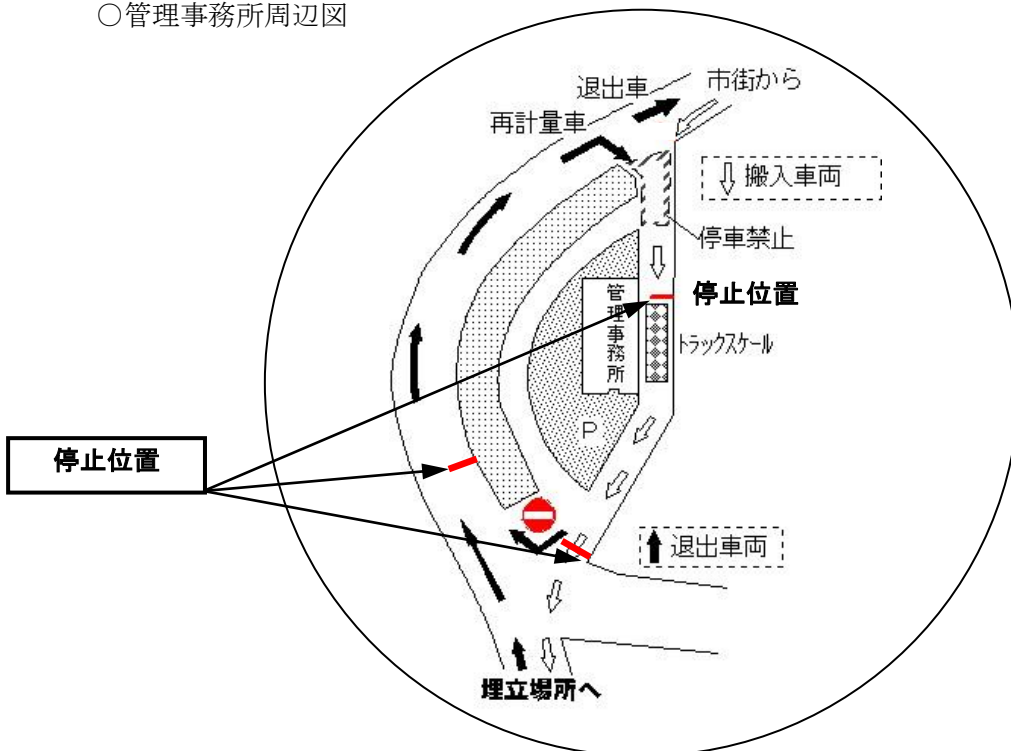 ○管理事務所周辺図
退出車
市街から
再計量車
⇩ 搬入車両
停車禁止
停止位置
管理事務所
トラックスケール
P
停止位置
⬆ 退出車両
埋立場所へ